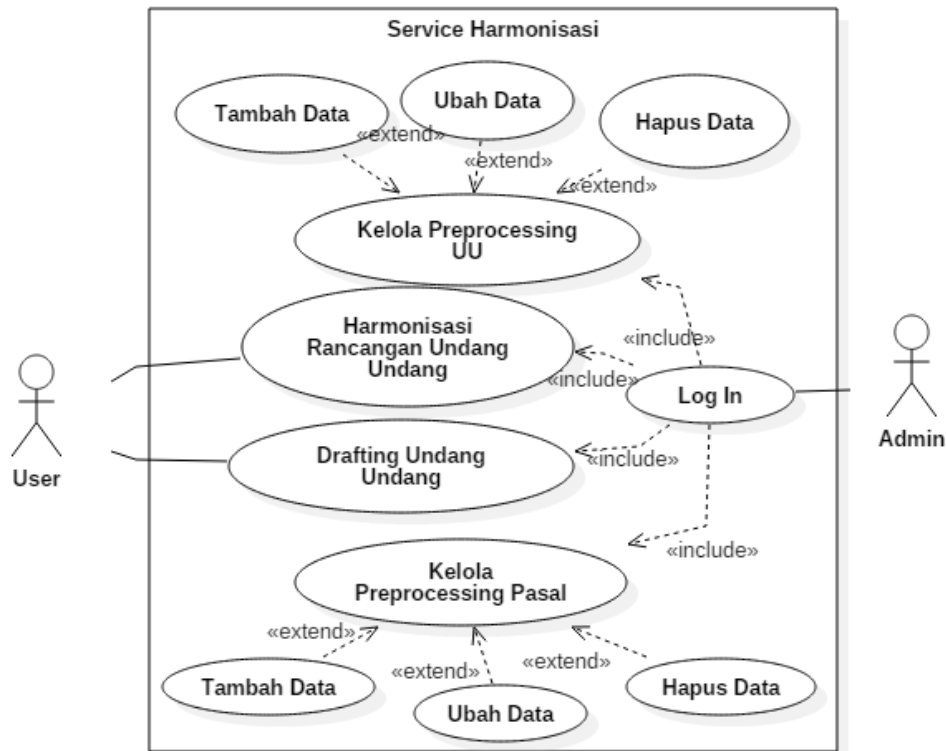 Service Harmonisasi
Tambah Data
Ubah Data
Hapus Data
«extend»
«extend»
«extend»
Kelola Preprocessing
UU
Harmonisasi
Rancangan Undang
Undang
«include»
«include»
Log In
User
Admin
Drafting Undang
Undang
«include»
«include»
Kelola
Preprocessing Pasal
«extend»
«extend»
«extend»
Tambah Data
Ubah Data
Hapus Data